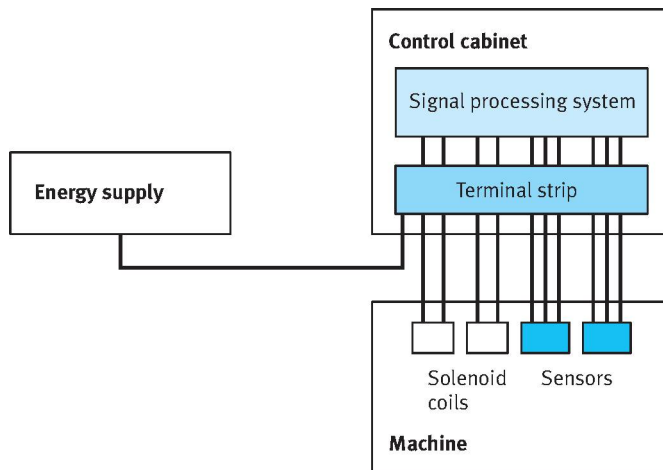 Control cabinet
Signal processing system
Energy supply
Terminal strip
Solenoid
coils
Sensors
Machine